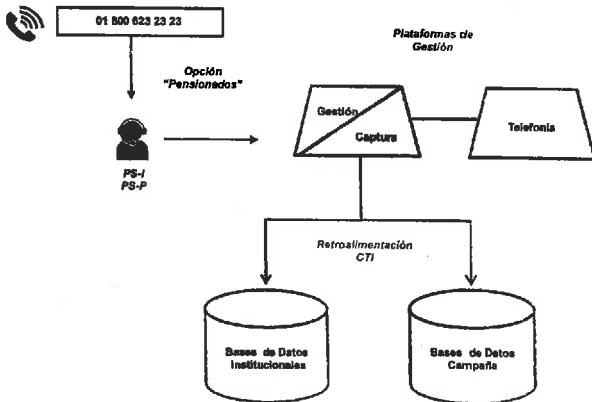 01 800 623 23 23
Plataformas de
Gestión
Opción
"Pensionados"
Gestión
Captura
Telefonía
PS-I
PS-P
Retroalimentación
CTI
Bases de Datos
Institucionales
Bases de Datos
Campaña